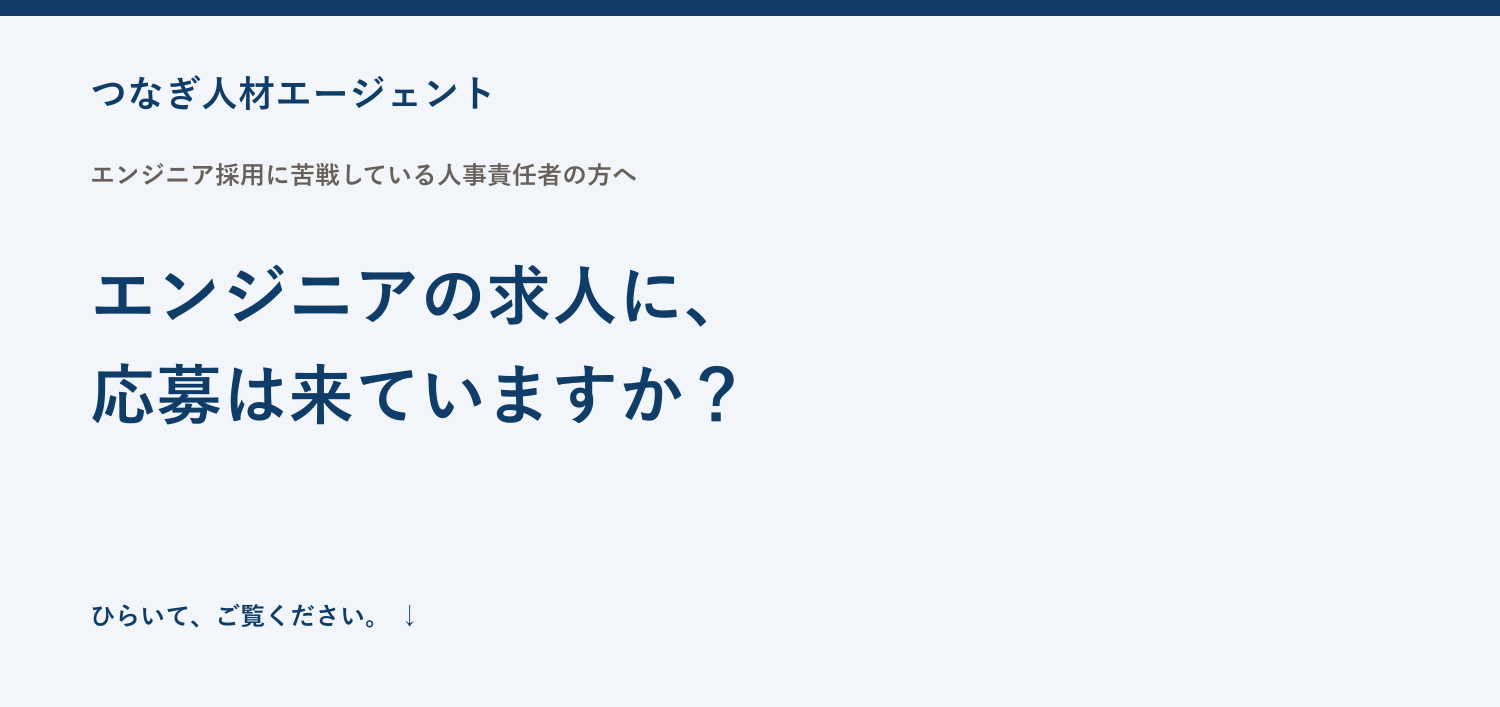 つなぎ人材エージェント
エンジニア採用に苦戦している人事責任者の方へ
エンジニアの求人に、
応募は来ていますか？
ひらいて、ご覧ください。 ↓